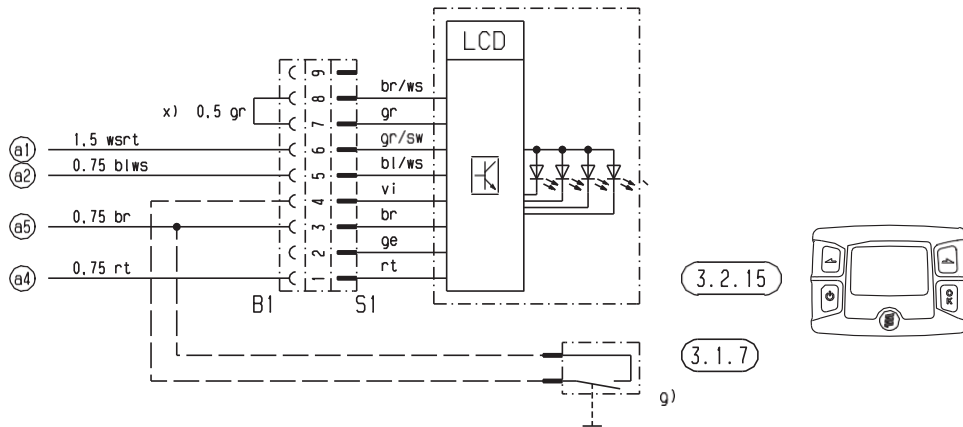 LCD
9
br/ws
x) 0,5 gr
8
gr
7
a1 1,5 wsrt
6
gr/sw
a2 0,75 blws
5
bl/ws
4
vi
a5 0,75 br
3
br
2
ge
a4 0,75 rt
1
rt
B1 S1
3.2.15
OK
3.1.7
g)